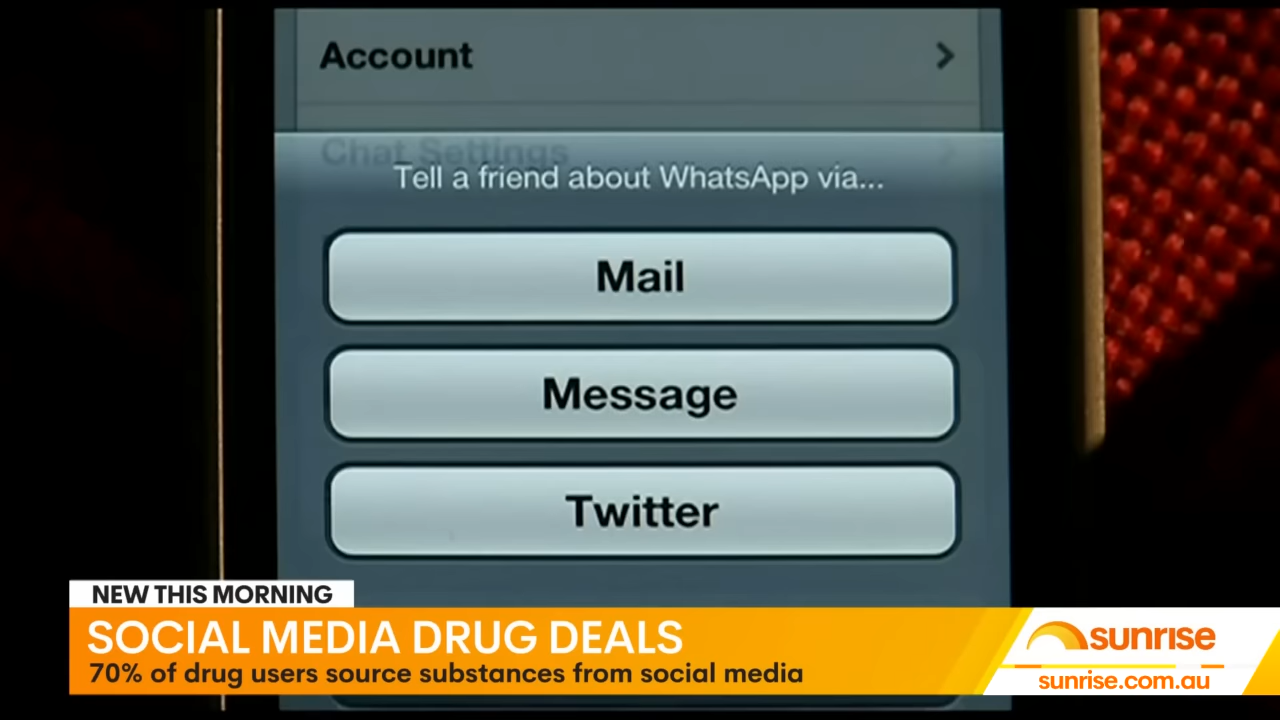 Account
Chat Settings
Tell a friend about WhatsApp via...
Mail
Message
Twitter
NEW THIS MORNING
SOCIAL MEDIA DRUG DEALS
70% of drug users source substances from social media
sunrise
sunrise.com.au